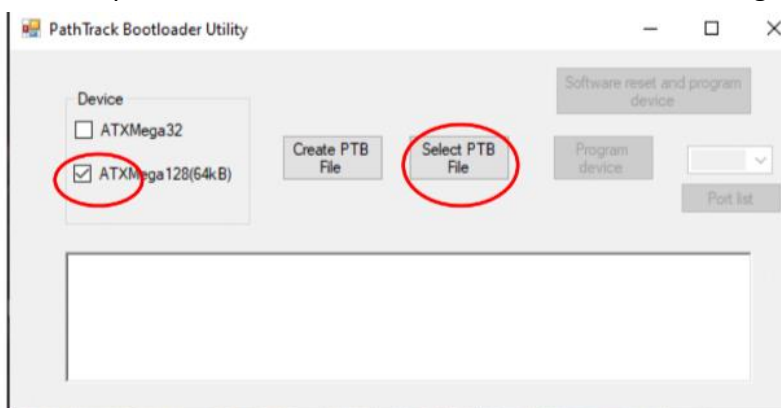 PathTrack Bootloader Utility
Device
ATXMega32
ATXMega128(64kB)
Create PTB
File
Select PTB
File
Software reset and program
device
Program
device
Port list